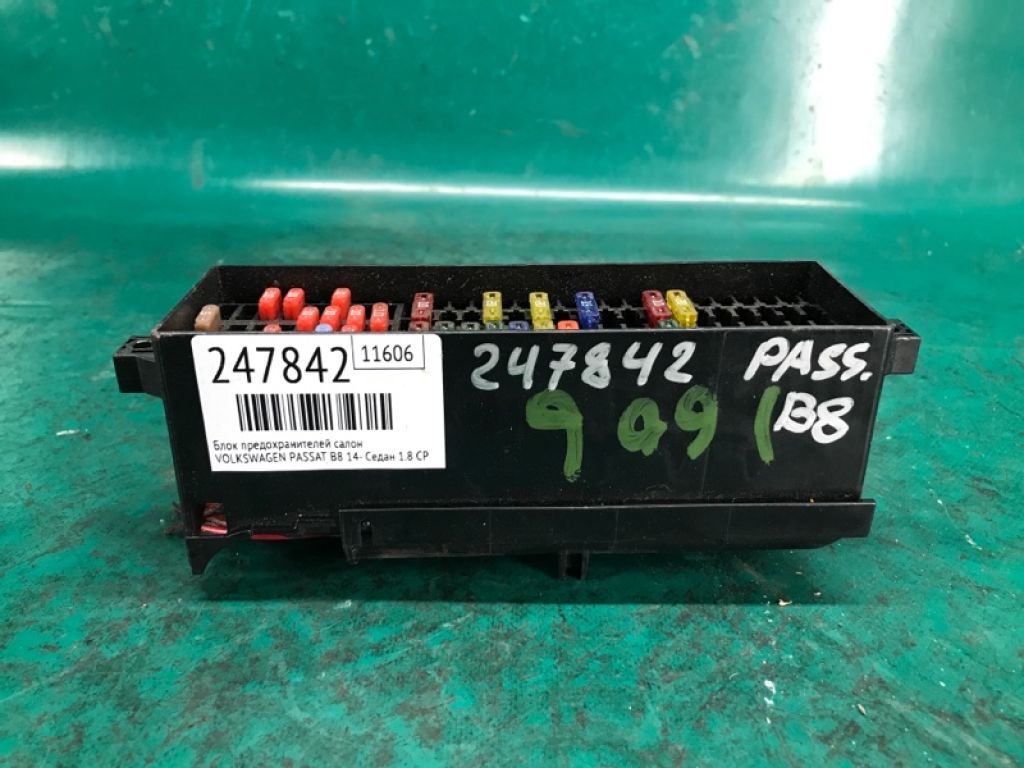 247842 11606
Блок предохранителей салон
VOLKSWAGEN PASSAT B8 14- Седан 1.8 CP
247842 PASS.
B8
9091